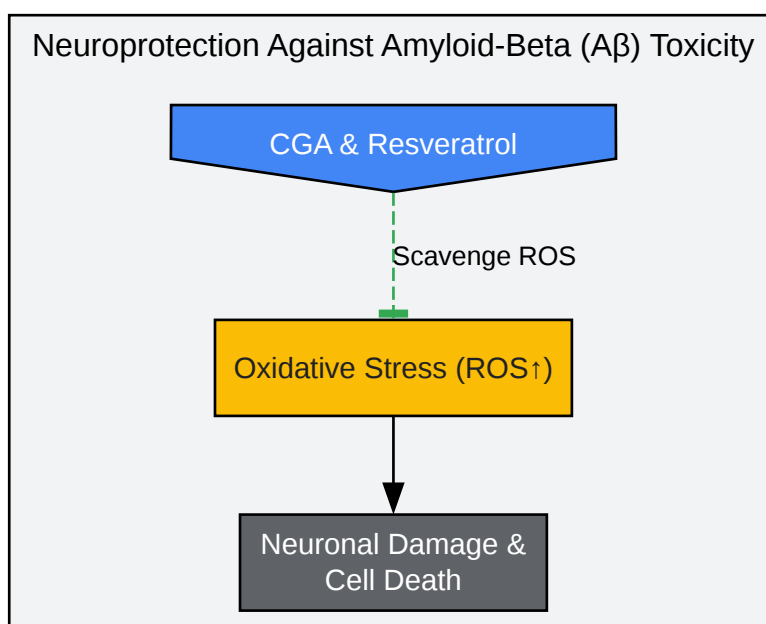 Neuroprotection Against Amyloid-Beta (Aβ) Toxicity
CGA & Resveratrol
Scavenge ROS
Oxidative Stress (ROS↑)
Neuronal Damage &
Cell Death